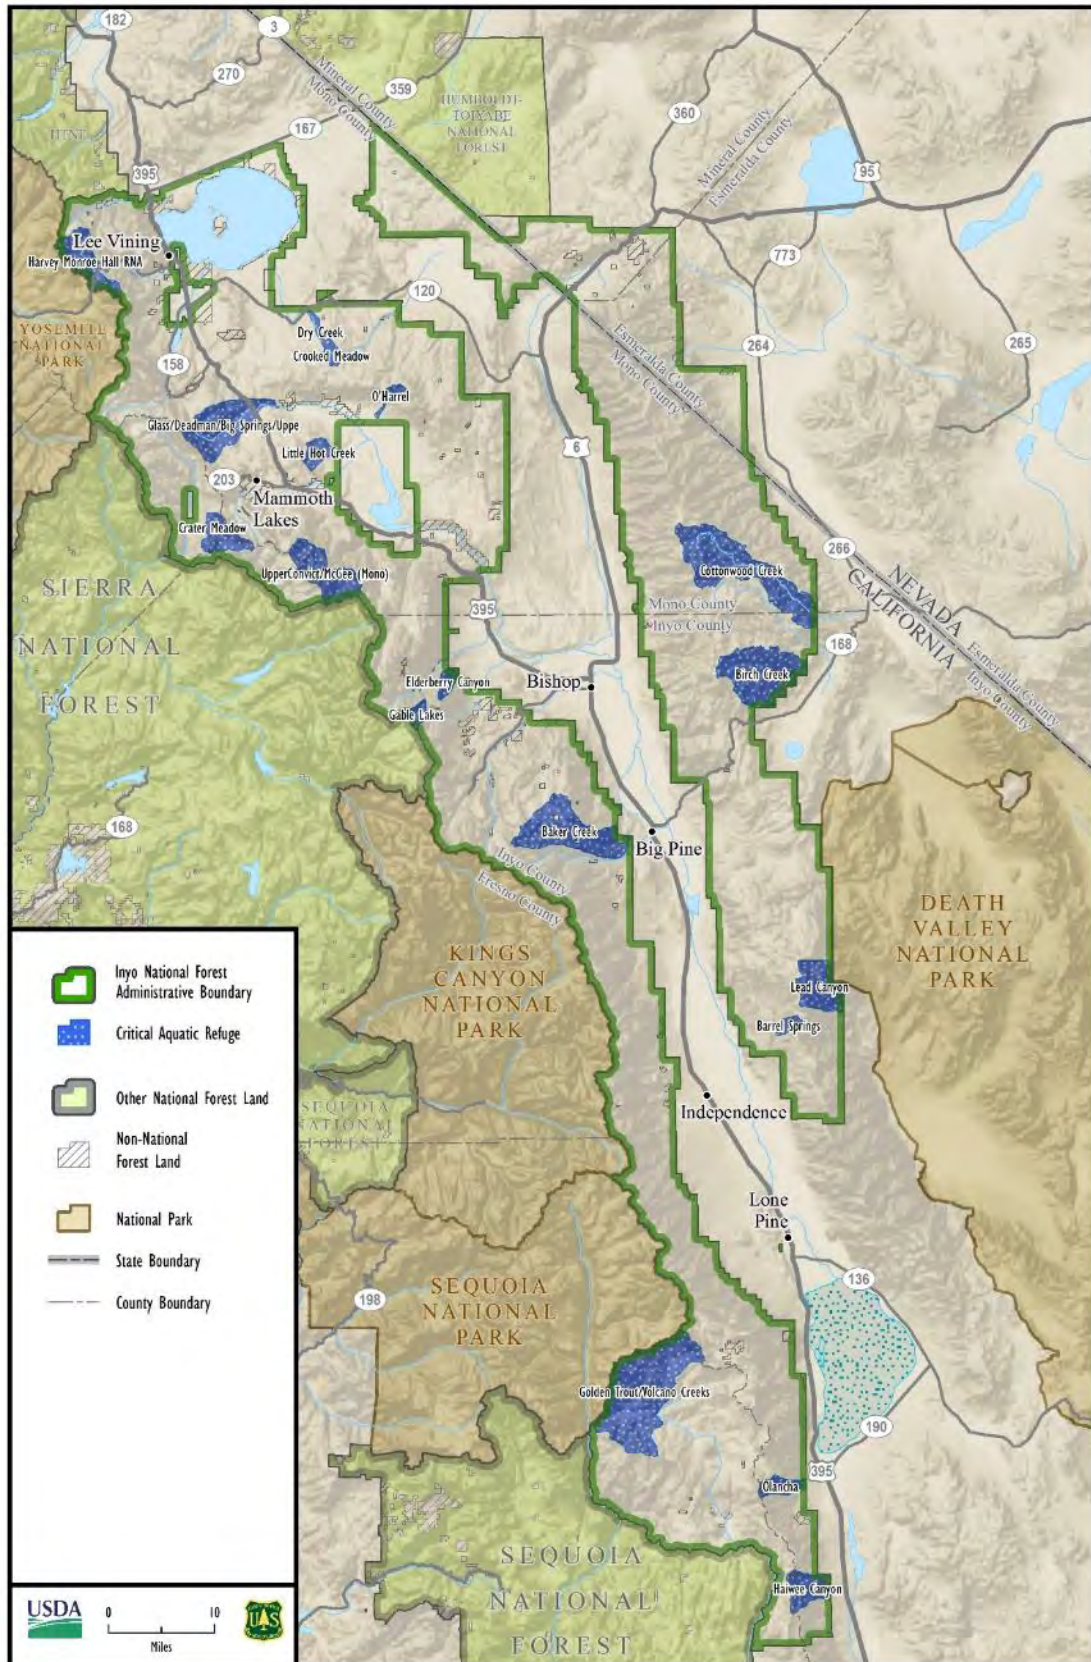 182
3
270
359
Mineral County
Mono County
HUMBOLDT-
TOIYABE
NATIONAL
FOREST
360
Mineral County
Esmeralda County
167
HTNF
395
95
Lee Vining
Harvey Monroe Hall RNA
773
YOSEMITE
NATIONAL
PARK
120
Dry Creek
Crooked Meadow
Esmeralda County
Mono County
264
265
158
O'Harrel
Glass/Deadman/Big Springs/Uppe
Little Hot Creek
6
203
Mammoth
Lakes
Crater Meadow
UpperConvict/McGee (Mono)
Cottonwood Creek
266
NEVADA
CALIFORNIA
SIERRA
NATIONAL
FOREST
395
Mono County
Inyo County
168
Esmeralda County
Inyo County
Elderberry Canyon
Bishop
Birch Creek
Gable Lakes
168
Baker Creek
Big Pine
Inyo County
Fresno County
KINGS
CANYON
NATIONAL
PARK
DEATH
VALLEY
NATIONAL
PARK
Lead Canyon
Barrel Springs
Independence
SEQUOIA
NATIONAL
FOREST
Lone
Pine
136
SEQUOIA
NATIONAL
PARK
198
Golden Trout/Volcano Creeks
190
395
Olancha
SEQUOIA
NATIONAL
FOREST
Haiwee Canyon
Inyo National Forest
Administrative Boundary
Critical Aquatic Refuge
Other National Forest Land
Non-National
Forest Land
National Park
State Boundary
County Boundary
USDA
0 10
Miles
U S